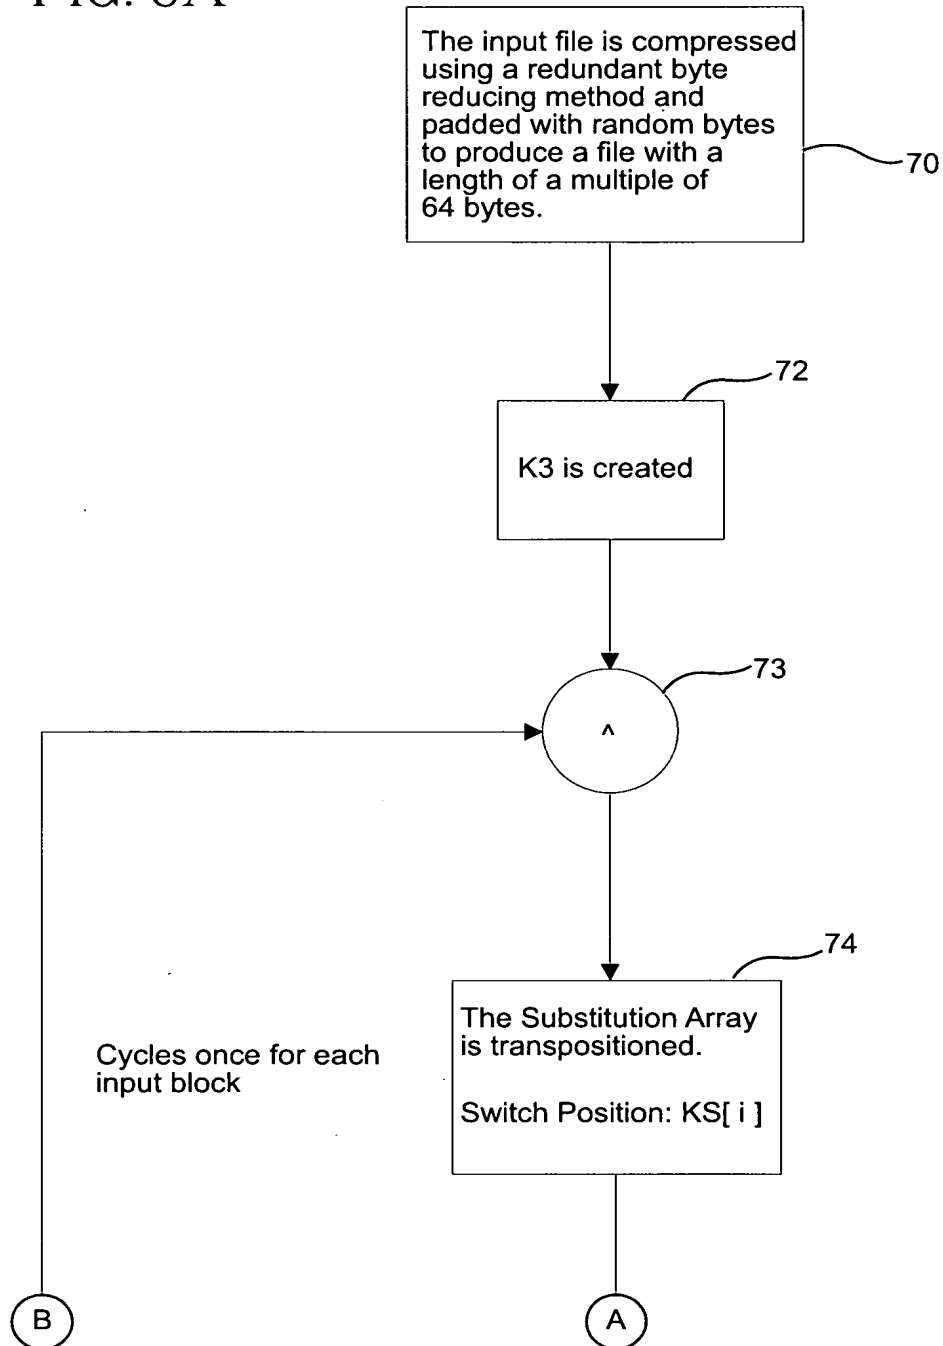 The input file is compressed
using a redundant byte
reducing method and
padded with random bytes
to produce a file with a
length of a multiple of
64 bytes.
70
72
K3 is created
73
^
74
The Substitution Array
is transpositioned.
Switch Position: KS[ i ]
Cycles once for each
input block
B
A